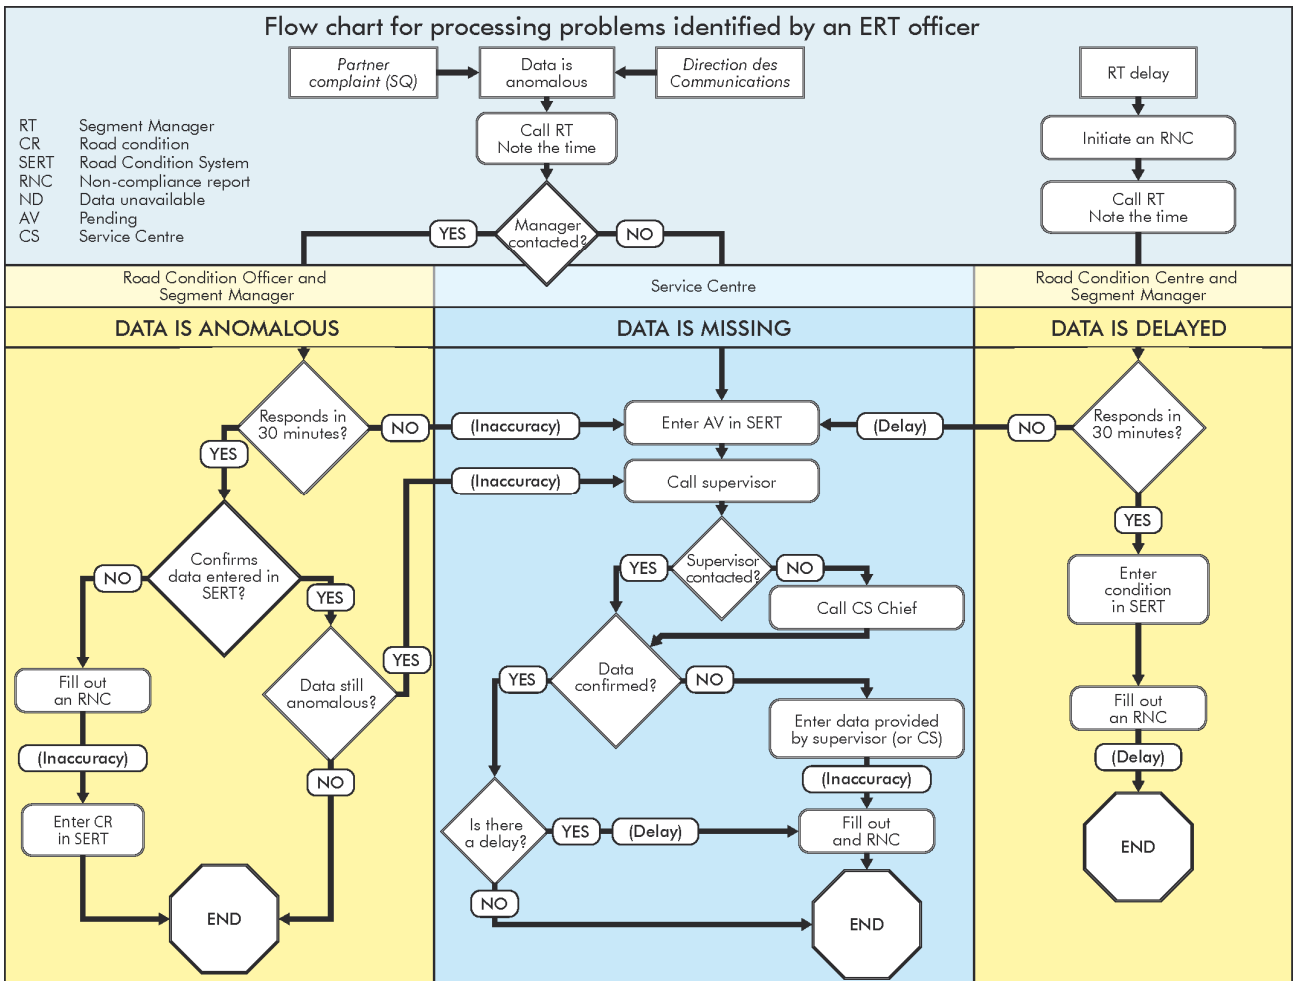 Flow chart for processing problems identified by an ERT officer
Partner
complaint (SQ)
Data is
anomalous
Direction des
Communications
RT delay
Call RT
Note the time
Initiate an RNC
Call RT
Note the time
RT Segment Manager
CR Road condition
SERT Road Condition System
RNC Non-compliance report
ND Data unavailable
AV Pending
CS Service Centre
YES
Manager
contacted?
NO
Road Condition Officer and
Segment Manager
Service Centre
Road Condition Centre and
Segment Manager
DATA IS ANOMALOUS
DATA IS MISSING
DATA IS DELAYED
Responds in
30 minutes?
NO
(Inaccuracy)
Enter AV in SERT
(Delay)
NO
Responds in
30 minutes?
YES
(Inaccuracy)
Call supervisor
YES
Confirms
data entered in
SERT?
NO
YES
YES
Supervisor
contacted?
NO
Call CS Chief
Enter
condition
in SERT
YES
Data still
anomalous?
Fill out
an RNC
YES
Data
confirmed?
NO
Enter data provided
by supervisor (or CS)
Fill out
an RNC
(Inaccuracy)
NO
(Inaccuracy)
(Delay)
Enter CR
in SERT
Is there
a delay?
YES
(Delay)
Fill out
and RNC
END
NO
END
END